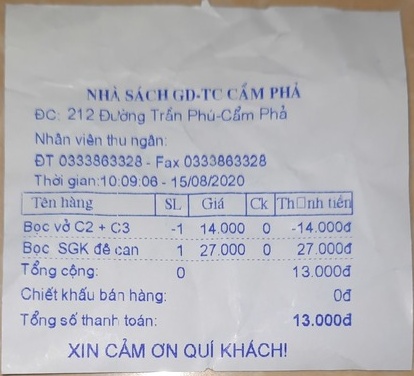 NHÀ SÁCH GD-TC CẨM PHẢ
ĐC: 212 Đường Trần Phú-Cẩm Phả
Nhân viên thu ngân:
ĐT 0333863328 - Fax 0333863328
Thời gian:10:09:06 - 15/08/2020
Tên hàng SL Giá Ck Th□nh tiền
Bọc vở C2 + C3 -1 14.000 0 -14.000đ
Bọc SGK đê can 1 27.000 0 27.000đ
Tổng cộng: 0 13.000đ
Chiết khấu bán hàng: 0đ
Tổng số thanh toán: 13.000đ
XIN CẢM ƠN QUÍ KHÁCH!